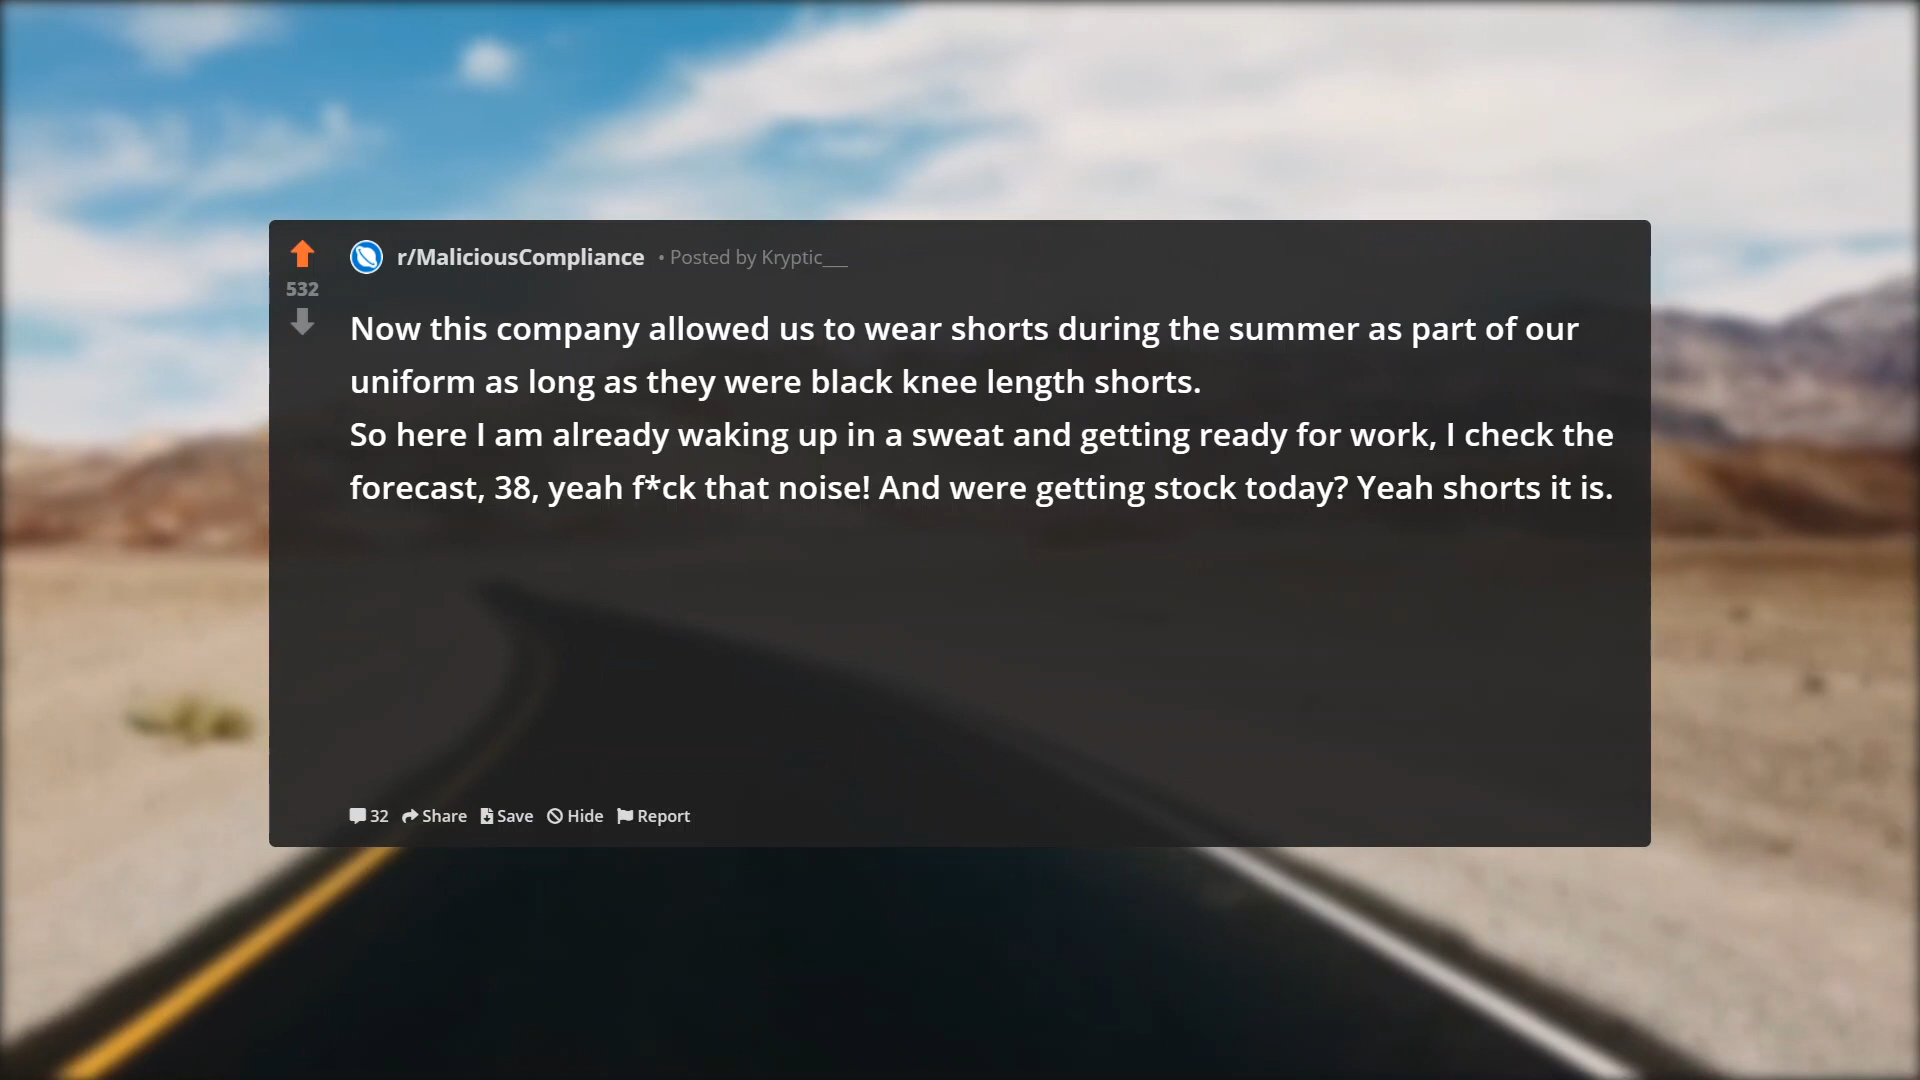 r/MaliciousCompliance • Posted by Kryptic___
532
Now this company allowed us to wear shorts during the summer as part of our
uniform as long as they were black knee length shorts.
So here I am already waking up in a sweat and getting ready for work, I check the
forecast, 38, yeah f*ck that noise! And were getting stock today? Yeah shorts it is.
32 Share Save Hide Report